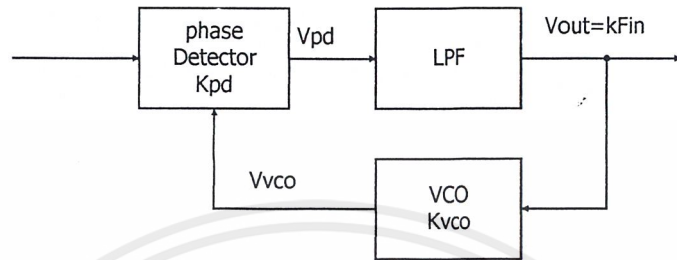 phase
Detector
Kpd
Vpd
LPF
Vout=kFin
Vvco
VCO
Kvco